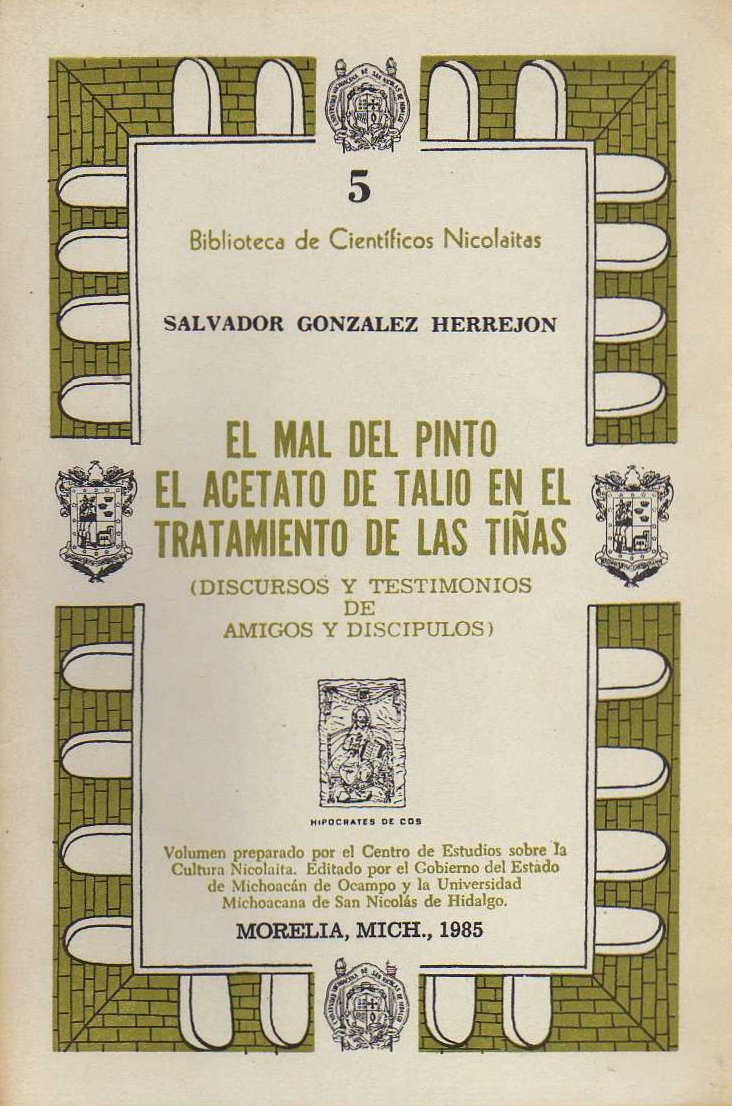 5
Biblioteca de Científicos Nicolaitas
SALVADOR GONZALEZ HERREJON
EL MAL DEL PINTO
EL ACETATO DE TALIO EN EL
TRATAMIENTO DE LAS TIÑAS
(DISCURSOS Y TESTIMONIOS
DE
AMIGOS Y DISCIPULOS)
HIPOCRATES DE COS
Volumen preparado por el Centro de Estudios sobre la
Cultura Nicolaita. Editado por el Gobierno del Estado
de Michoacán de Ocampo y la Universidad
Michoacana de San Nicolás de Hidalgo.
MORELIA, MICH., 1985